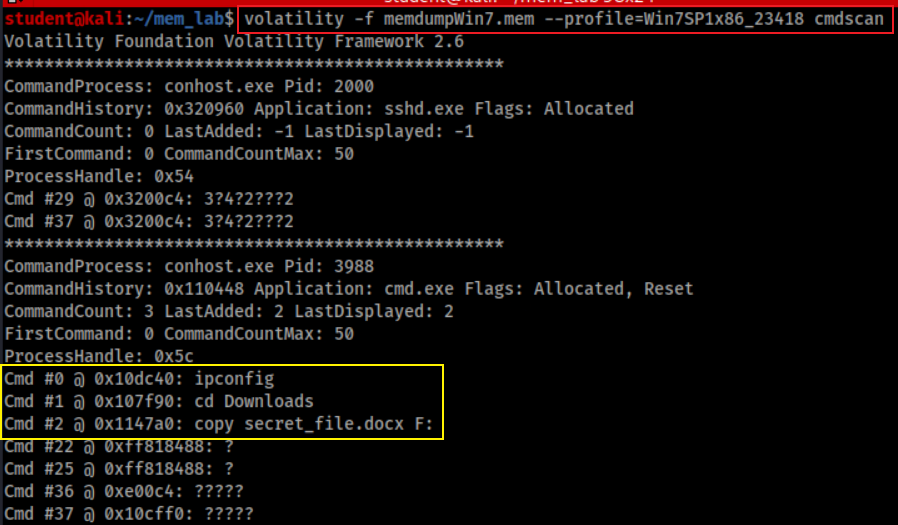 student@kali:~/mem_lab$ volatility -f memdumpWin7.mem --profile=Win7SP1x86_23418 cmdscan
Volatility Foundation Volatility Framework 2.6
**************************************************
CommandProcess: conhost.exe Pid: 2000
CommandHistory: 0x320960 Application: sshd.exe Flags: Allocated
CommandCount: 0 LastAdded: -1 LastDisplayed: -1
FirstCommand: 0 CommandCountMax: 50
ProcessHandle: 0x54
Cmd #29 @ 0x3200c4: 3?4?2???2
Cmd #37 @ 0x3200c4: 3?4?2???2
**************************************************
CommandProcess: conhost.exe Pid: 3988
CommandHistory: 0x110448 Application: cmd.exe Flags: Allocated, Reset
CommandCount: 3 LastAdded: 2 LastDisplayed: 2
FirstCommand: 0 CommandCountMax: 50
ProcessHandle: 0x5c
Cmd #0 @ 0x10dc40: ipconfig
Cmd #1 @ 0x107f90: cd Downloads
Cmd #2 @ 0x1147a0: copy secret_file.docx F:
Cmd #22 @ 0xff818488: ?
Cmd #25 @ 0xff818488: ?
Cmd #36 @ 0xe00c4: ?????
Cmd #37 @ 0x10cff0: ?????